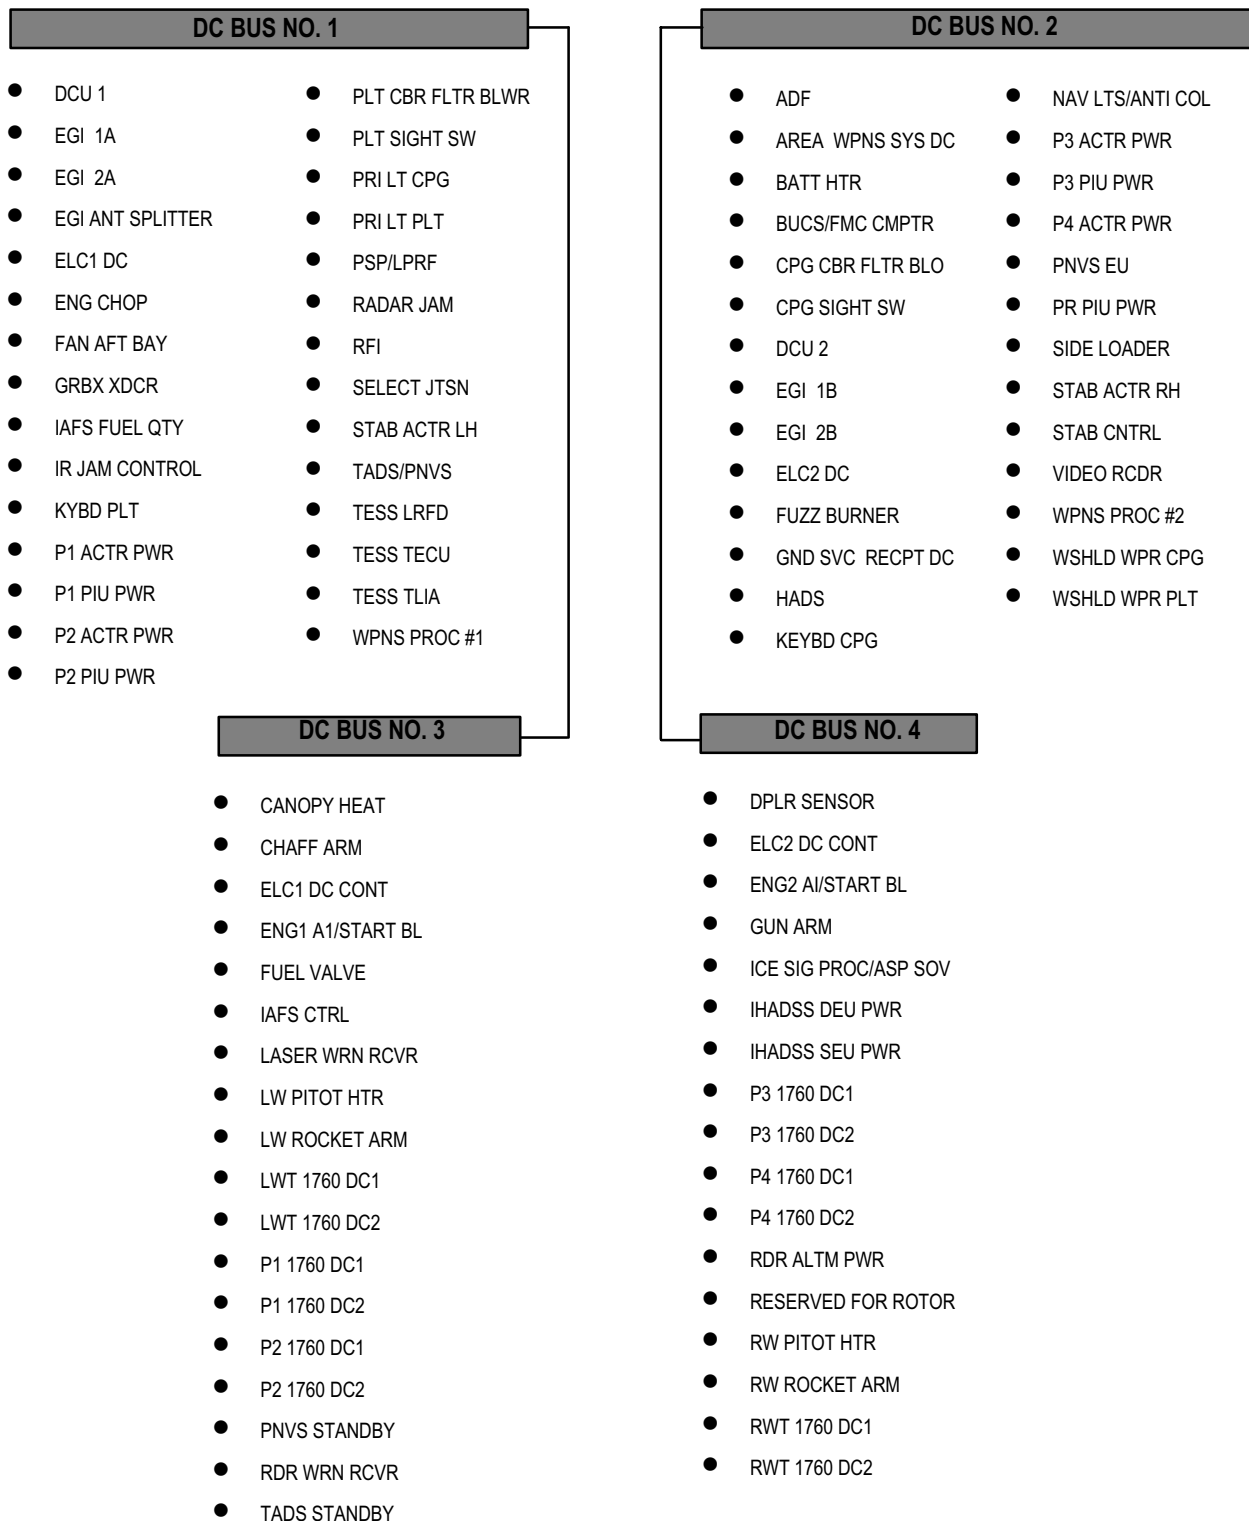 DC BUS NO. 1
DCU 1
EGI 1A
EGI 2A
EGI ANT SPLITTER
ELC1 DC
ENG CHOP
FAN AFT BAY
GRBX XDCR
IAFS FUEL QTY
IR JAM CONTROL
KYBD PLT
P1 ACTR PWR
P1 PIU PWR
P2 ACTR PWR
P2 PIU PWR
PLT CBR FLTR BLWR
PLT SIGHT SW
PRI LT CPG
PRI LT PLT
PSP/LPRF
RADAR JAM
RFI
SELECT JTSN
STAB ACTR LH
TADS/PNVS
TESS LRFD
TESS TECU
TESS TLIA
WPNS PROC #1
DC BUS NO. 2
ADF
AREA WPNS SYS DC
BATT HTR
BUCS/FMC CMPTR
CPG CBR FLTR BLO
CPG SIGHT SW
DCU 2
EGI 1B
EGI 2B
ELC2 DC
FUZZ BURNER
GND SVC RECPT DC
HADS
KEYBD CPG
NAV LTS/ANTI COL
P3 ACTR PWR
P3 PIU PWR
P4 ACTR PWR
PNVS EU
PR PIU PWR
SIDE LOADER
STAB ACTR RH
STAB CNTRL
VIDEO RCDR
WPNS PROC #2
WSHLD WPR CPG
WSHLD WPR PLT
DC BUS NO. 3
CANOPY HEAT
CHAFF ARM
ELC1 DC CONT
ENG1 A1/START BL
FUEL VALVE
IAFS CTRL
LASER WRN RCVR
LW PITOT HTR
LW ROCKET ARM
LWT 1760 DC1
LWT 1760 DC2
P1 1760 DC1
P1 1760 DC2
P2 1760 DC1
P2 1760 DC2
PNVS STANDBY
RDR WRN RCVR
TADS STANDBY
DC BUS NO. 4
DPLR SENSOR
ELC2 DC CONT
ENG2 AI/START BL
GUN ARM
ICE SIG PROC/ASP SOV
IHADSS DEU PWR
IHADSS SEU PWR
P3 1760 DC1
P3 1760 DC2
P4 1760 DC1
P4 1760 DC2
RDR ALTM PWR
RESERVED FOR ROTOR
RW PITOT HTR
RW ROCKET ARM
RWT 1760 DC1
RWT 1760 DC2